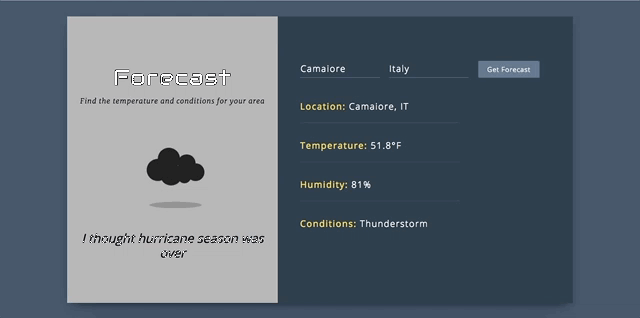 Forecast
Find the temperature and conditions for your area
I thought hurricane season was
over
Camaiore
Italy
Get Forecast
Location: Camaiore, IT
Temperature: 51.8°F
Humidity: 81%
Conditions: Thunderstorm